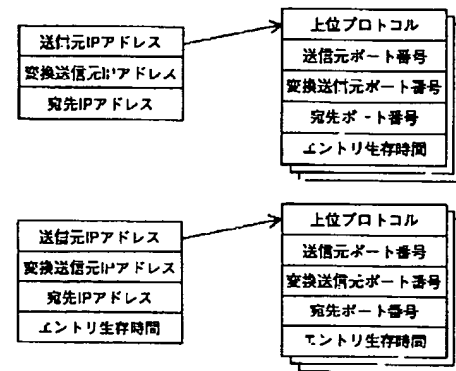 送信元IPアドレス
変換送信元IPアドレス
宛先IPアドレス
上位プロトコル
送信元ポート番号
変換送信元ポート番号
宛先ポート番号
エントリ生存時間
送信元IPアドレス
変換送信元IPアドレス
宛先IPアドレス
エントリ生存時間
上位プロトコル
送信元ポート番号
変換送信元ポート番号
宛先ポート番号
エントリ生存時間